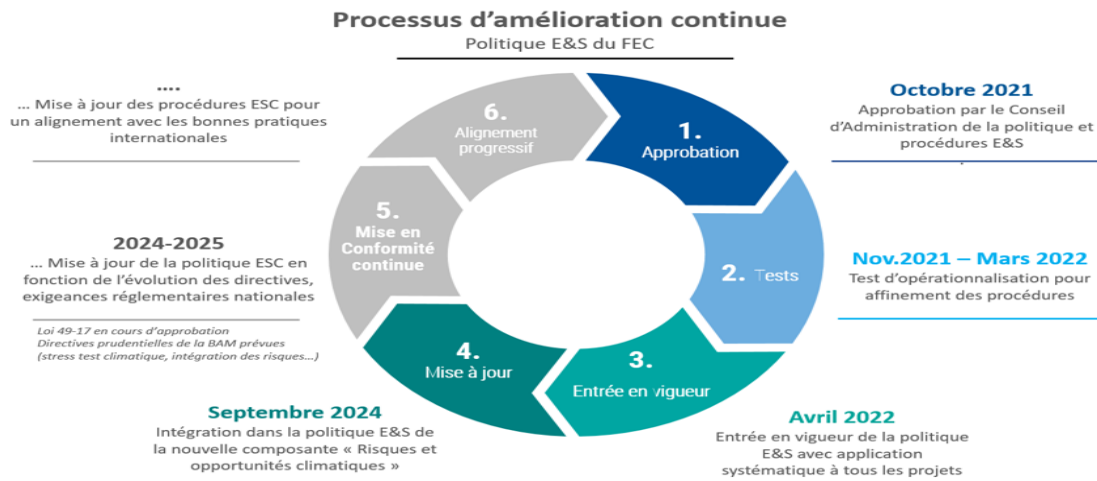 Processus d’amélioration continue
Politique E&S du FEC
1.
Approbation
Octobre 2021
Approbation par le Conseil
d’Administration de la politique et
procédures E&S
2. Tests
Nov.2021 – Mars 2022
Test d’opérationnalisation pour
affinement des procédures
3.
Entrée en vigueur
Avril 2022
Entrée en vigueur de la politique
E&S avec application
systématique à tous les projets
4.
Mise à jour
Septembre 2024
Intégration dans la politique E&S de
la nouvelle composante « Risques et
opportunités climatiques »
5.
Mise en
Conformité
continue
2024-2025
... Mise à jour de la politique ESC en
fonction de l’évolution des directives,
exigeances réglementaires nationales
Loi 49-17 en cours d’approbation
Directives prudentielles de la BAM prévues
(stress test climatique, intégration des risques...)
6.
Alignement
progressif
....
... Mise à jour des procédures ESC pour
un alignement avec les bonnes pratiques
internationales